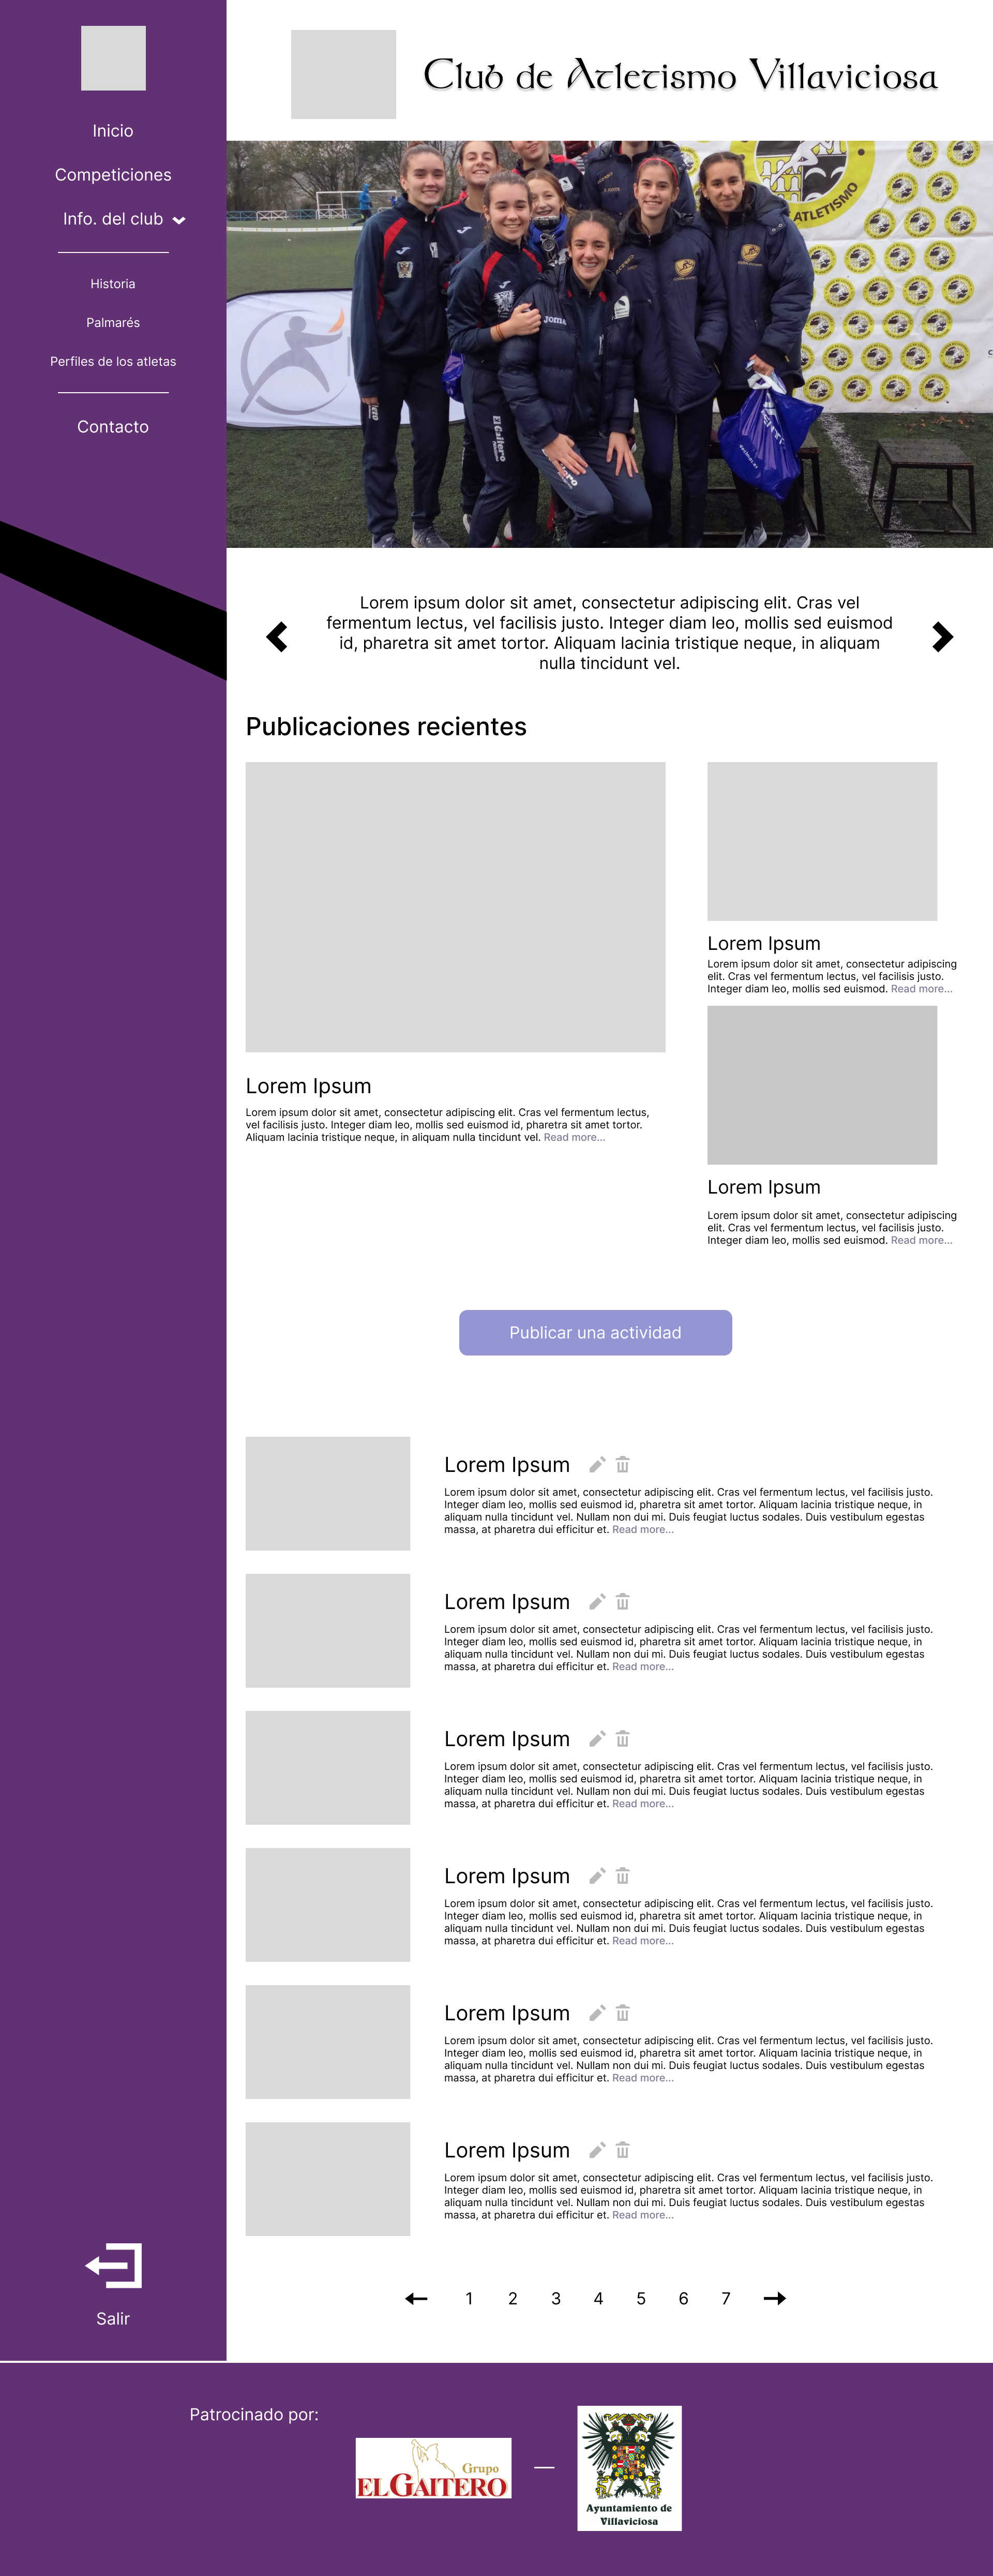 Inicio
Competiciones
Info. del club
Historia
Palmarés
Perfiles de los atletas
Contacto
Club de Atletismo Villaviciosa
ATLETISMO
Joma
El Gaitero
Lorem ipsum dolor sit amet, consectetur adipiscing elit. Cras vel
fermentum lectus, vel facilisis justo. Integer diam leo, mollis sed euismod
id, pharetra sit amet tortor. Aliquam lacinia tristique neque, in aliquam
nulla tincidunt vel.
Publicaciones recientes
Lorem Ipsum
Lorem ipsum dolor sit amet, consectetur adipiscing elit. Cras vel fermentum lectus,
vel facilisis justo. Integer diam leo, mollis sed euismod id, pharetra sit amet tortor.
Aliquam lacinia tristique neque, in aliquam nulla tincidunt vel. Read more...
Lorem Ipsum
Lorem ipsum dolor sit amet, consectetur adipiscing
elit. Cras vel fermentum lectus, vel facilisis justo.
Integer diam leo, mollis sed euismod. Read more...
Lorem Ipsum
Lorem ipsum dolor sit amet, consectetur adipiscing
elit. Cras vel fermentum lectus, vel facilisis justo.
Integer diam leo, mollis sed euismod. Read more...
Publicar una actividad
Lorem Ipsum
Lorem ipsum dolor sit amet, consectetur adipiscing elit. Cras vel fermentum lectus, vel facilisis justo.
Integer diam leo, mollis sed euismod id, pharetra sit amet tortor. Aliquam lacinia tristique neque, in
aliquam nulla tincidunt vel. Nullam non dui mi. Duis feugiat luctus sodales. Duis vestibulum egestas
massa, at pharetra dui efficitur et. Read more...
Lorem Ipsum
Lorem ipsum dolor sit amet, consectetur adipiscing elit. Cras vel fermentum lectus, vel facilisis justo.
Integer diam leo, mollis sed euismod id, pharetra sit amet tortor. Aliquam lacinia tristique neque, in
aliquam nulla tincidunt vel. Nullam non dui mi. Duis feugiat luctus sodales. Duis vestibulum egestas
massa, at pharetra dui efficitur et. Read more...
Lorem Ipsum
Lorem ipsum dolor sit amet, consectetur adipiscing elit. Cras vel fermentum lectus, vel facilisis justo.
Integer diam leo, mollis sed euismod id, pharetra sit amet tortor. Aliquam lacinia tristique neque, in
aliquam nulla tincidunt vel. Nullam non dui mi. Duis feugiat luctus sodales. Duis vestibulum egestas
massa, at pharetra dui efficitur et. Read more...
Lorem Ipsum
Lorem ipsum dolor sit amet, consectetur adipiscing elit. Cras vel fermentum lectus, vel facilisis justo.
Integer diam leo, mollis sed euismod id, pharetra sit amet tortor. Aliquam lacinia tristique neque, in
aliquam nulla tincidunt vel. Nullam non dui mi. Duis feugiat luctus sodales. Duis vestibulum egestas
massa, at pharetra dui efficitur et. Read more...
Lorem Ipsum
Lorem ipsum dolor sit amet, consectetur adipiscing elit. Cras vel fermentum lectus, vel facilisis justo.
Integer diam leo, mollis sed euismod id, pharetra sit amet tortor. Aliquam lacinia tristique neque, in
aliquam nulla tincidunt vel. Nullam non dui mi. Duis feugiat luctus sodales. Duis vestibulum egestas
massa, at pharetra dui efficitur et. Read more...
Lorem Ipsum
Lorem ipsum dolor sit amet, consectetur adipiscing elit. Cras vel fermentum lectus, vel facilisis justo.
Integer diam leo, mollis sed euismod id, pharetra sit amet tortor. Aliquam lacinia tristique neque, in
aliquam nulla tincidunt vel. Nullam non dui mi. Duis feugiat luctus sodales. Duis vestibulum egestas
massa, at pharetra dui efficitur et. Read more...
1 2 3 4 5 6 7
Salir
Patrocinado por:
Grupo
EL GAITERO
Ayuntamiento de
Villaviciosa